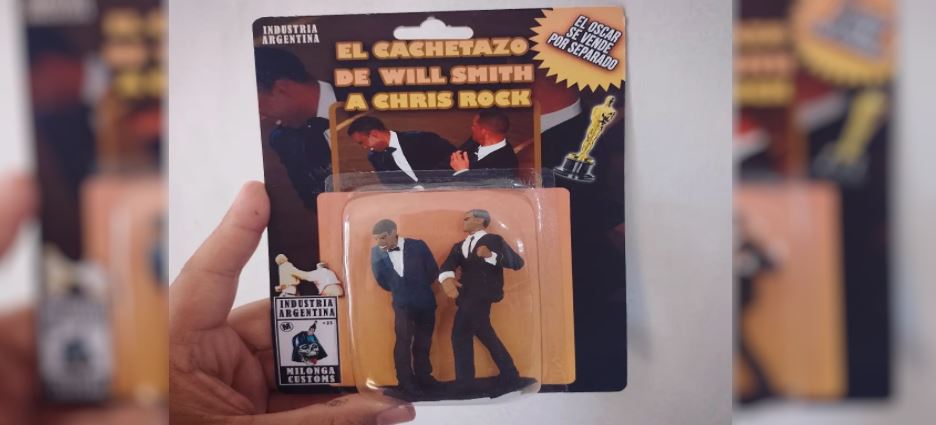 INDUSTRIA
ARGENTINA
EL CACHETAZO
DE WILL SMITH
A CHRIS ROCK
EL OSCAR
SE VENDE
POR SEPARADO
INDUSTRIA
ARGENTINA
MILONGA
CUSTOMS